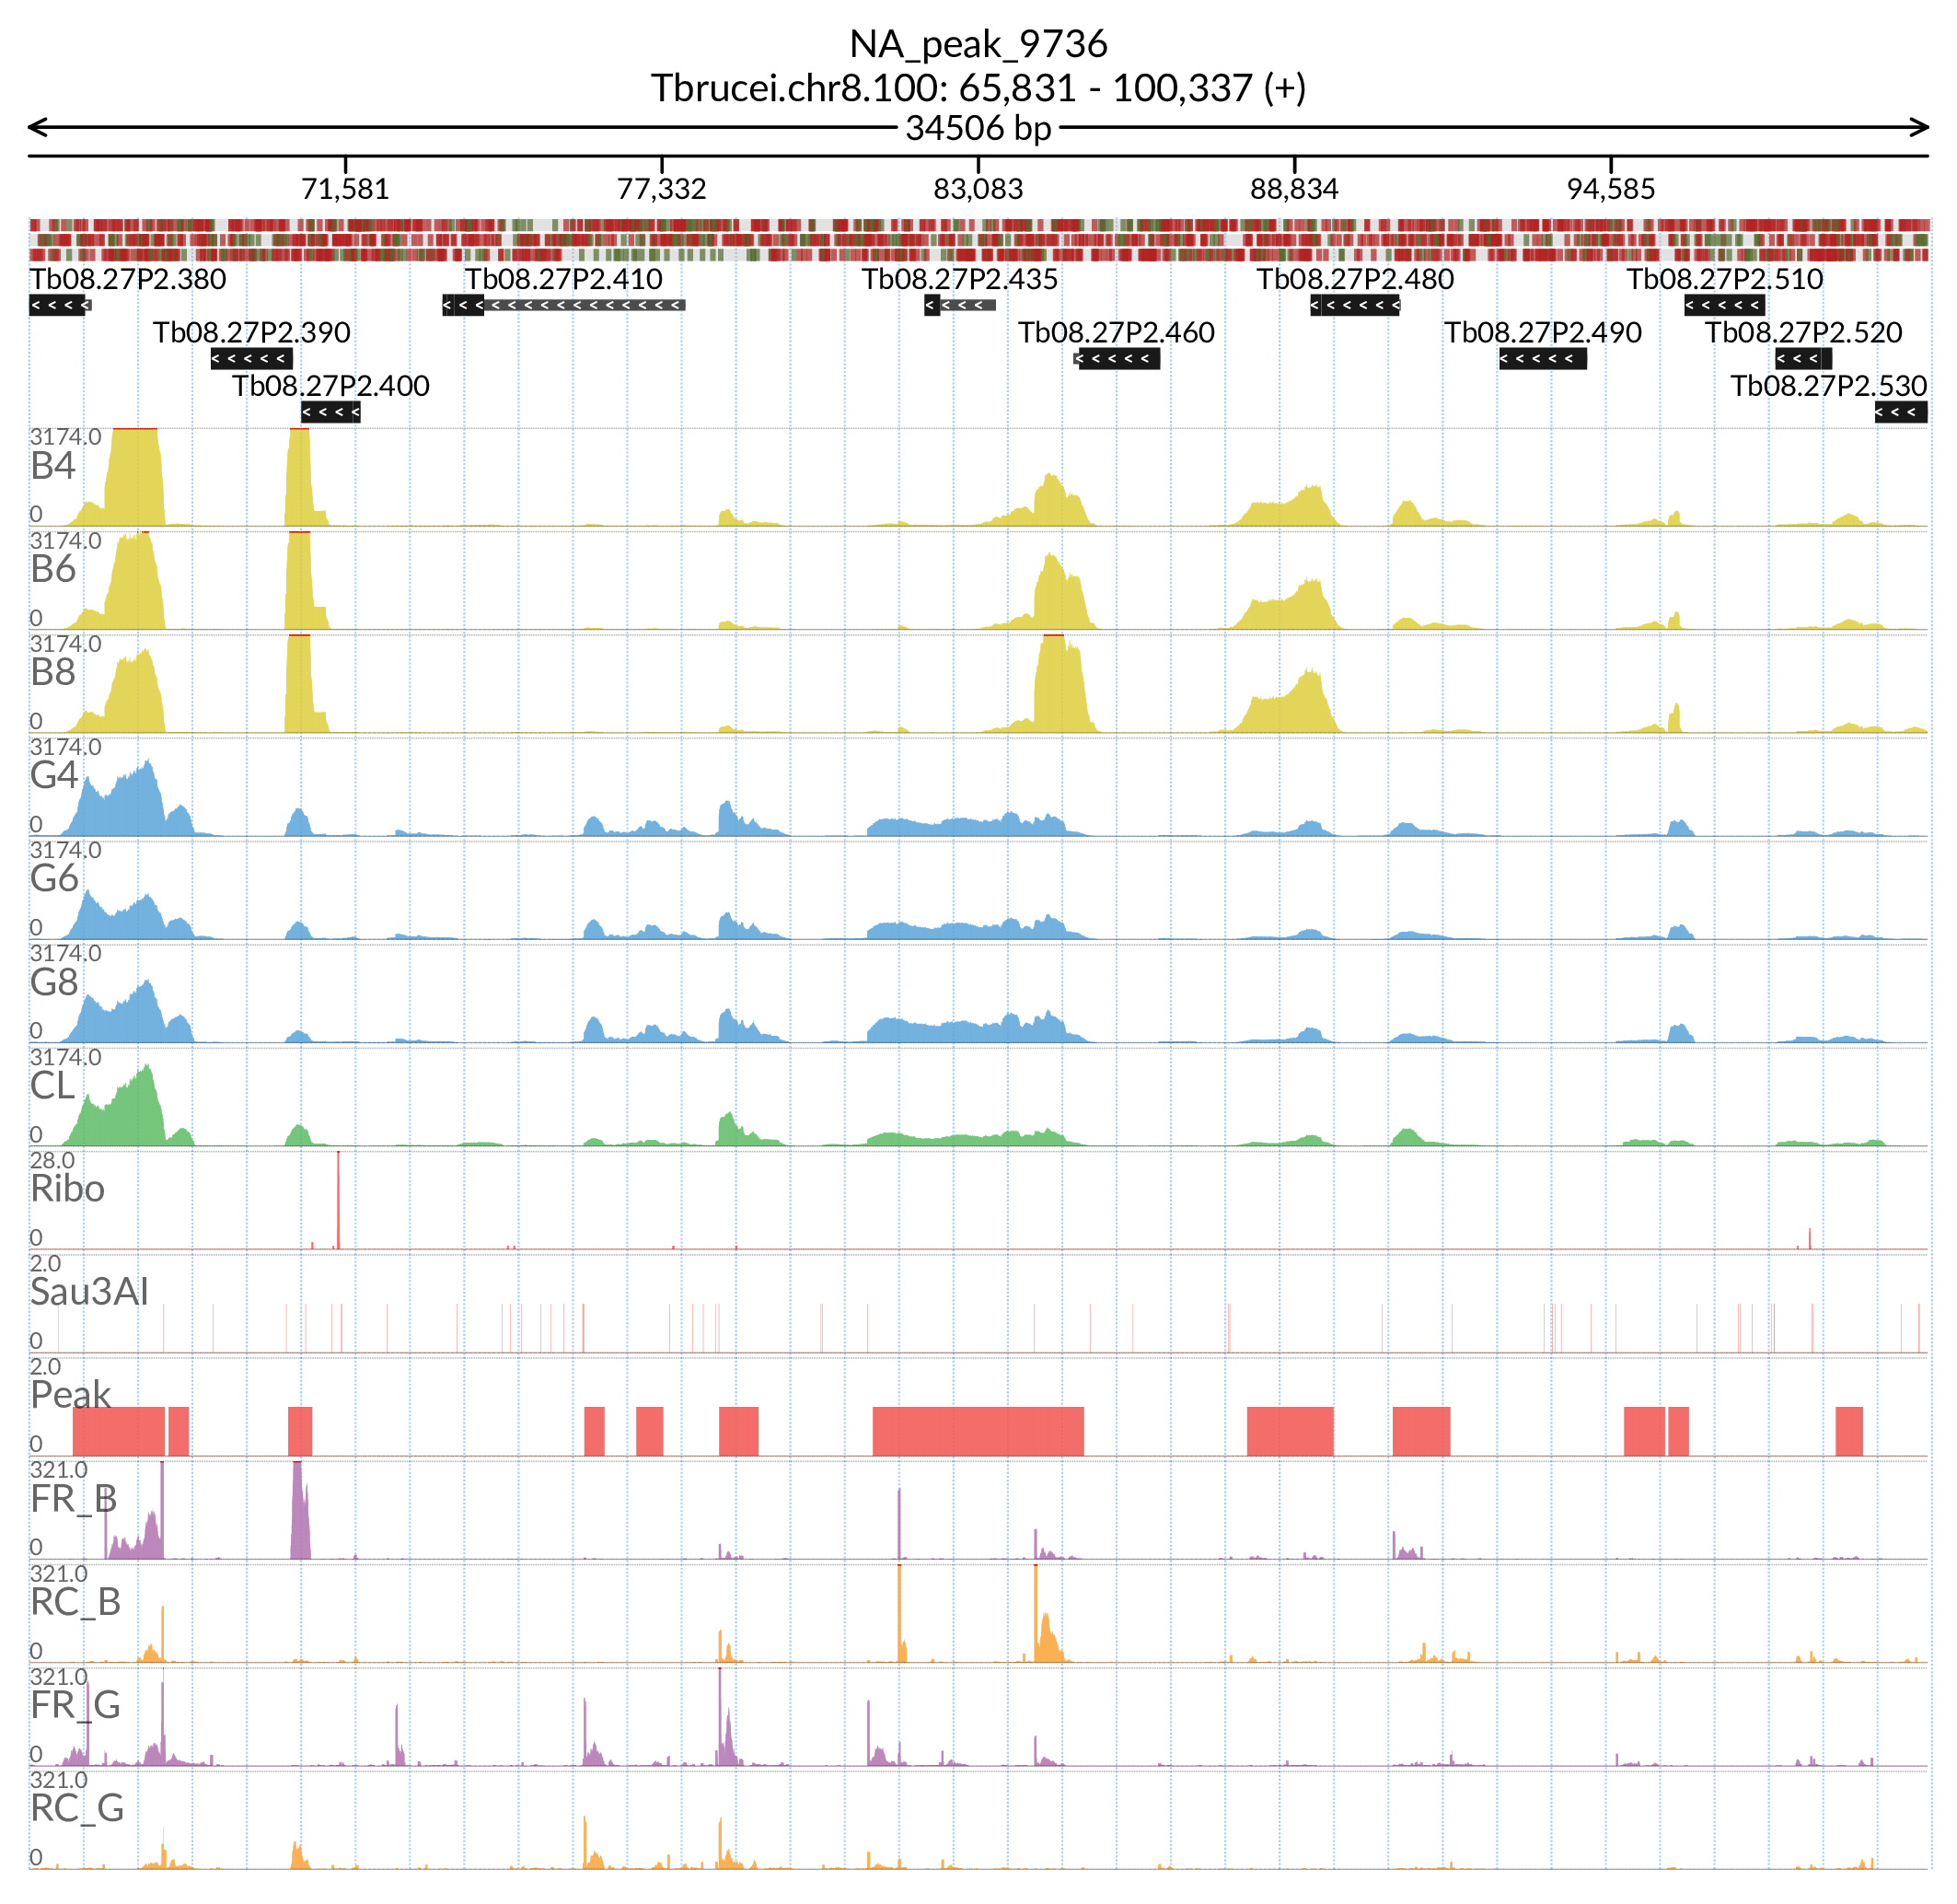 NA_peak_9736
Tbrucei.chr8.100: 65,831 - 100,337 (+)
34506 bp
71,581 77,332 83,083 88,834 94,585
Tb08.27P2.380 Tb08.27P2.410 Tb08.27P2.435 Tb08.27P2.480 Tb08.27P2.510
Tb08.27P2.390 Tb08.27P2.460 Tb08.27P2.490 Tb08.27P2.520
Tb08.27P2.400 Tb08.27P2.530
3174.0
B4
0
3174.0
B6
0
3174.0
B8
0
3174.0
G4
0
3174.0
G6
0
3174.0
G8
0
3174.0
CL
0
28.0
Ribo
0
2.0
Sau3AI
0
2.0
Peak
0
321.0
FR_B
0
321.0
RC_B
0
321.0
FR_G
0
321.0
RC_G
0